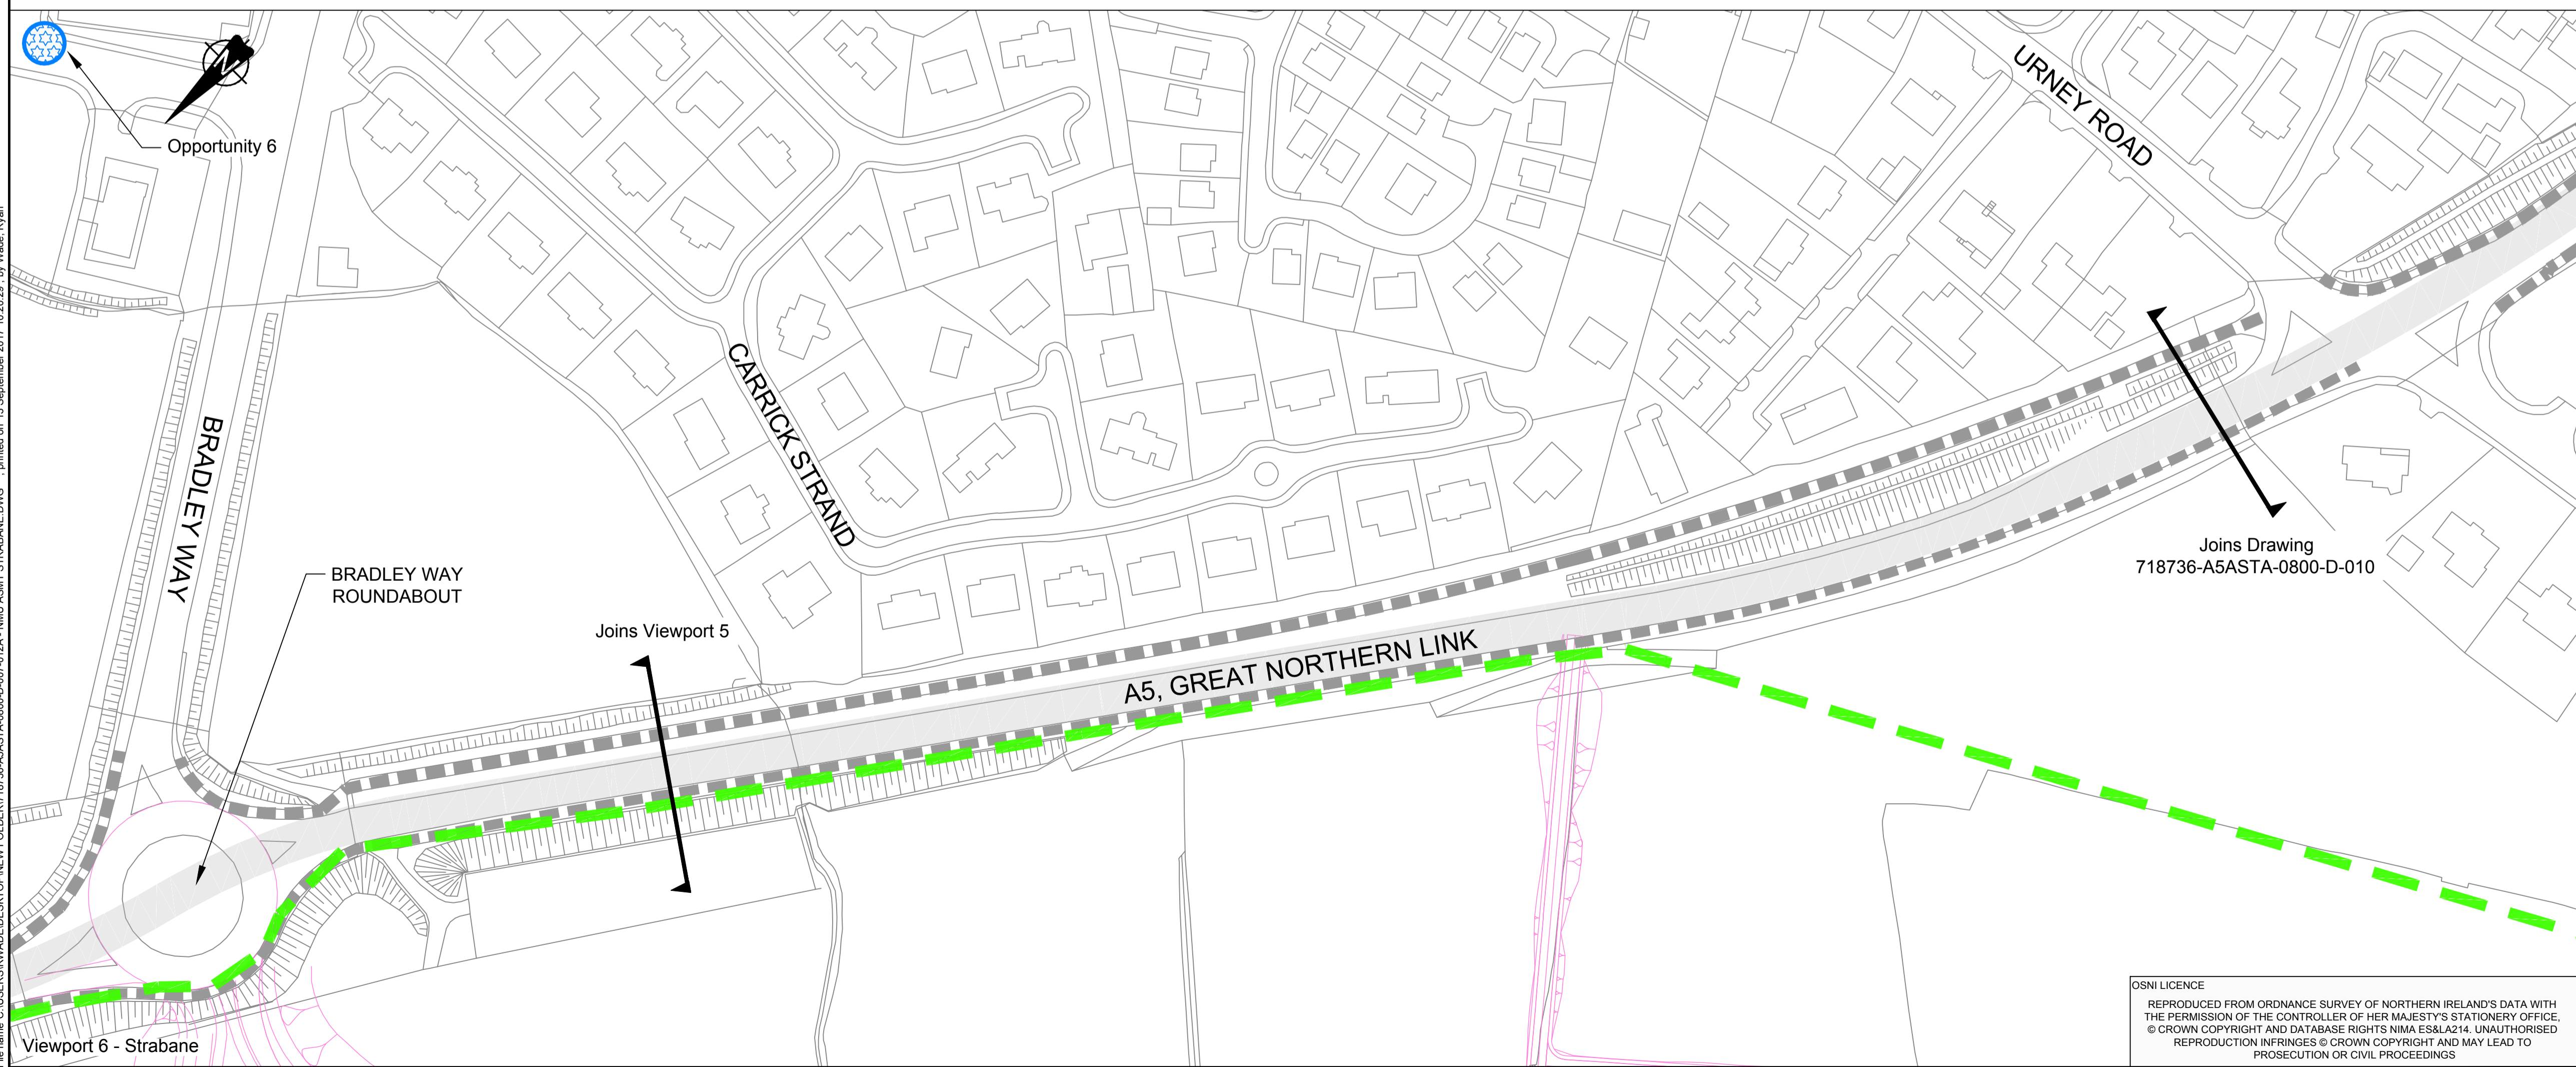 Opportunity 6
N
URNEY ROAD
CARRICK STRAND
BRADLEY WAY
BRADLEY WAY
ROUNDABOUT
Joins Viewport 5
A5, GREAT NORTHERN LINK
Joins Drawing
718736-A5ASTA-0800-D-010
Viewport 6 - Strabane
OSNI LICENCE
REPRODUCED FROM ORDNANCE SURVEY OF NORTHERN IRELAND'S DATA WITH
THE PERMISSION OF THE CONTROLLER OF HER MAJESTY'S STATIONERY OFFICE,
© CROWN COPYRIGHT AND DATABASE RIGHTS NIMA ES&LA214. UNAUTHORISED
REPRODUCTION INFRINGES © CROWN COPYRIGHT AND MAY LEAD TO
PROSECUTION OR CIVIL PROCEEDINGS